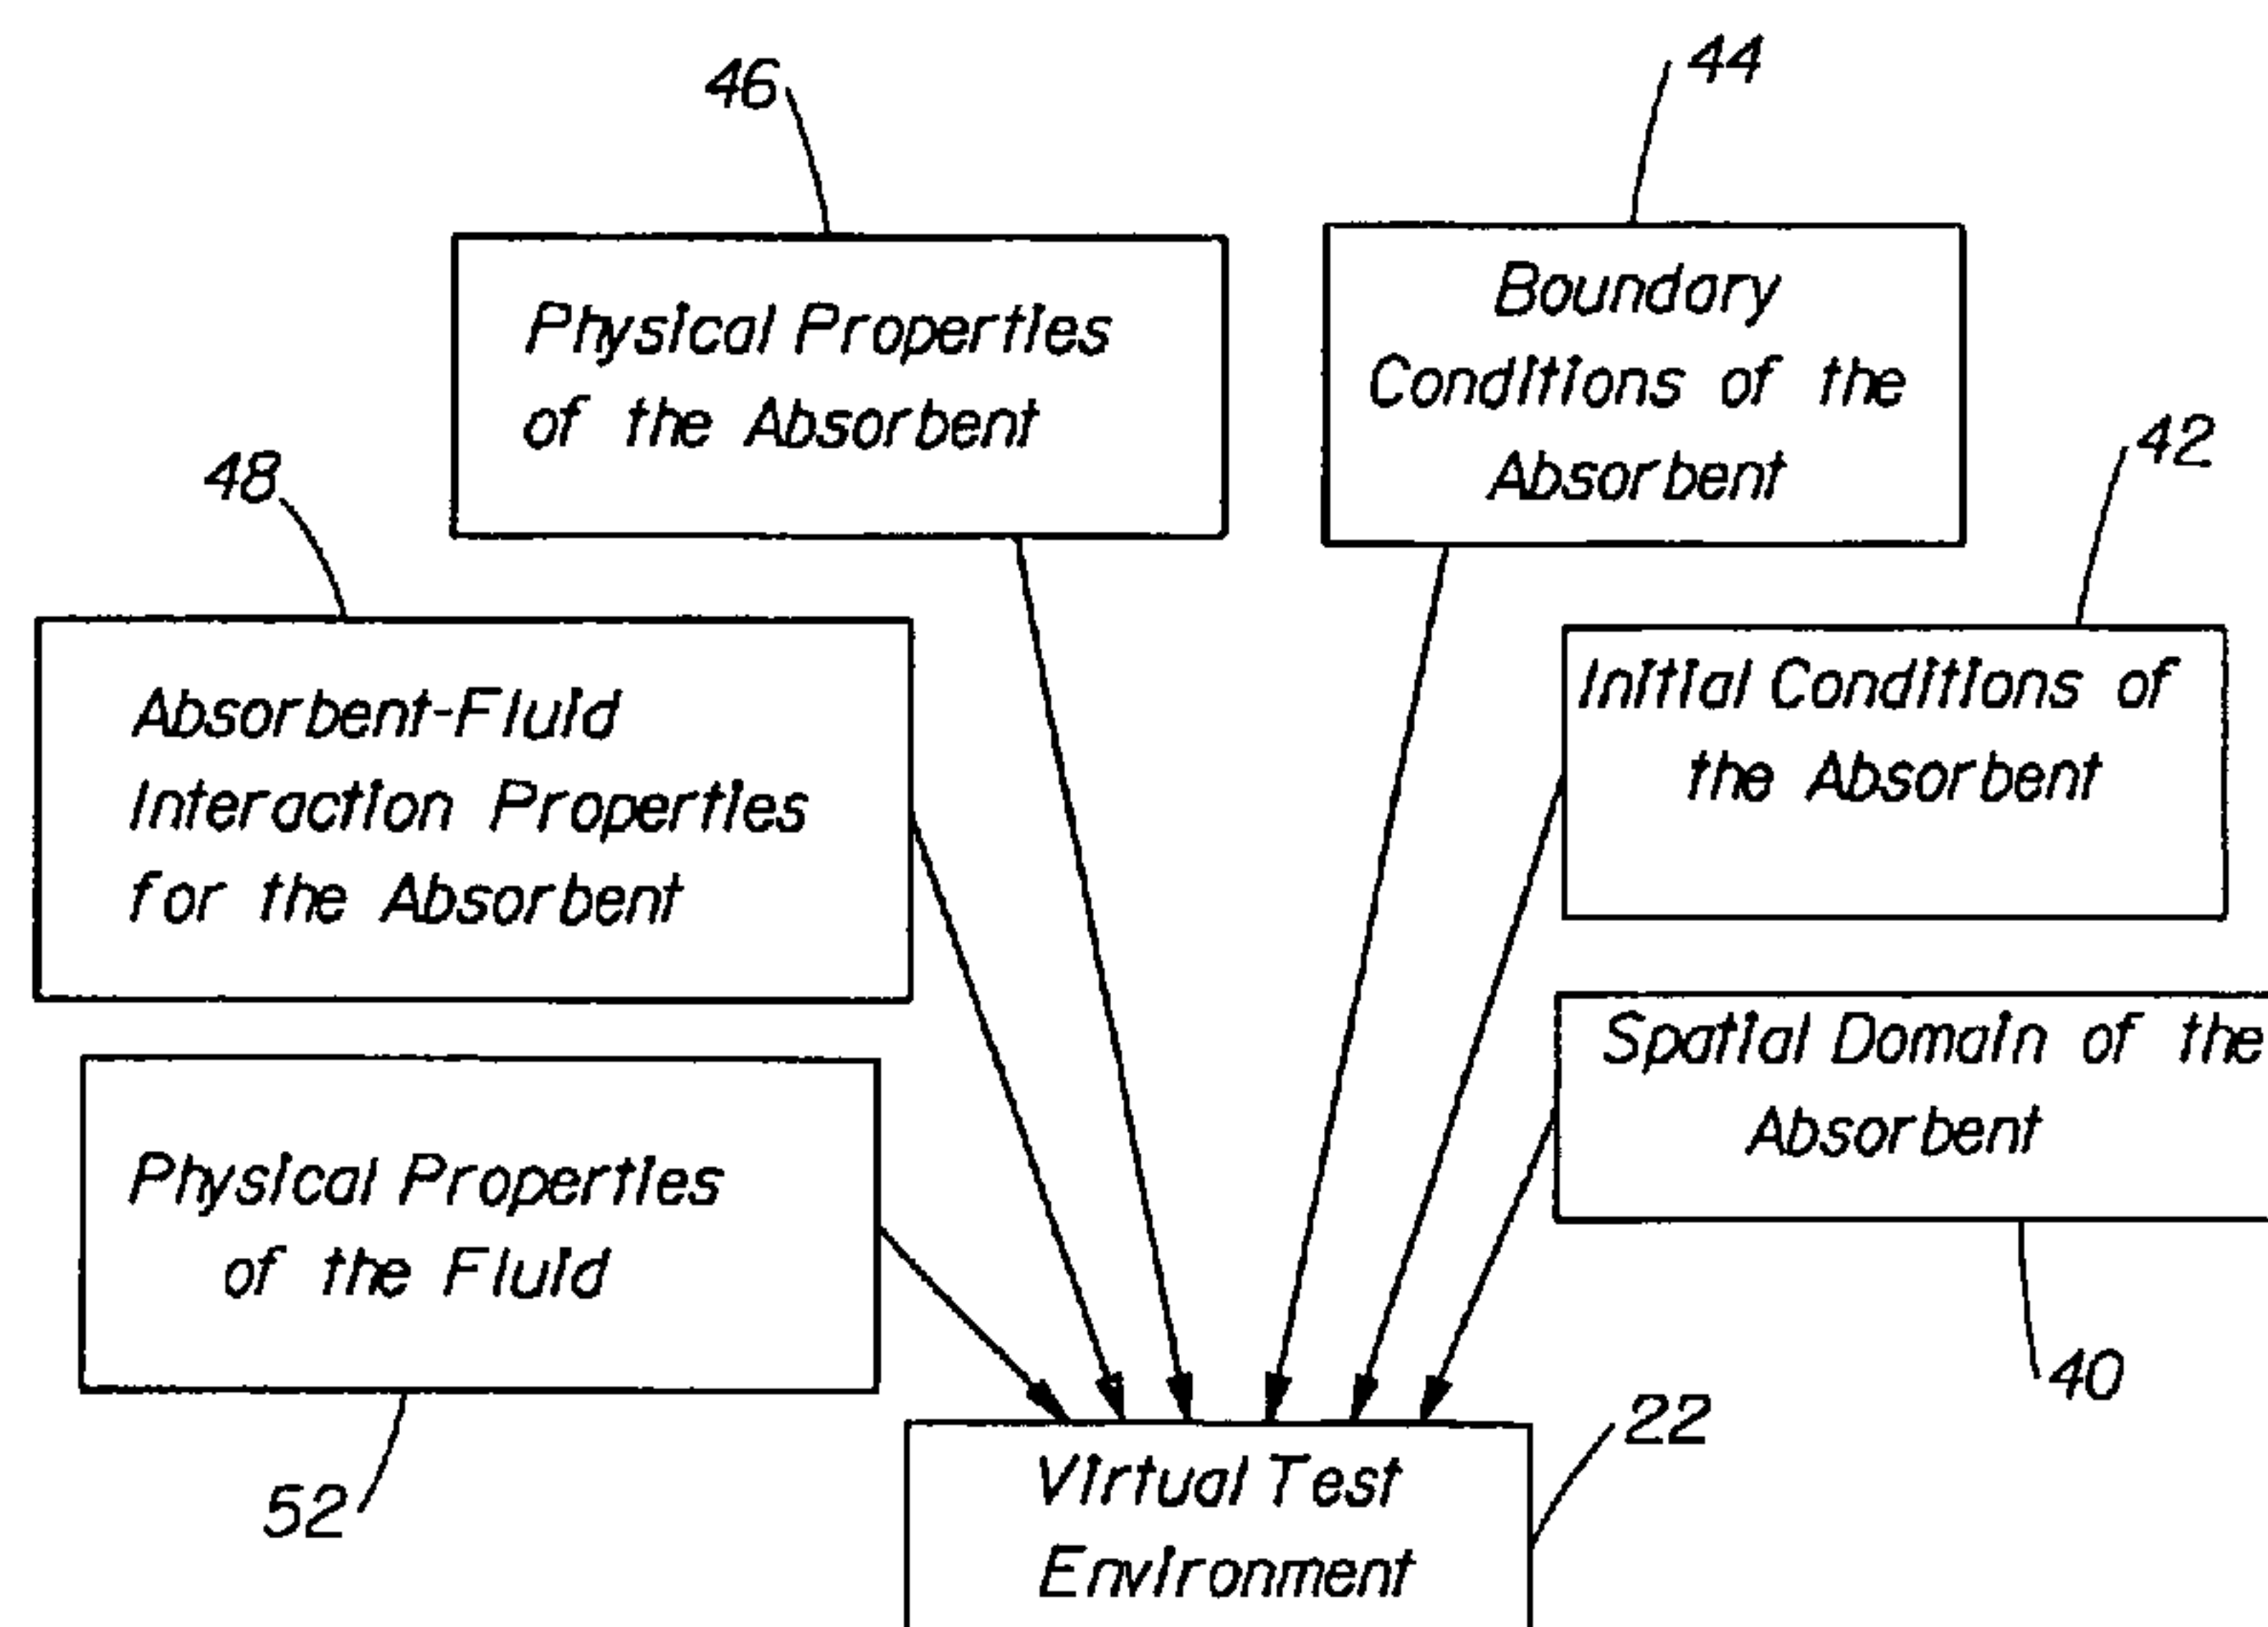 46
44
Physical Properties
of the Absorbent
Boundary
Conditions of the
Absorbent
42
48
Absorbent-Fluid
Interaction Properties
for the Absorbent
Initial Conditions of
the Absorbent
Spatial Domain of the
Absorbent
40
Physical Properties
of the Fluid
52
22
Virtual Test
Environment